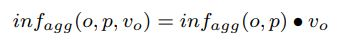 inf_{agg}(o, p, v_o) = inf_{agg}(o, p) • v_o